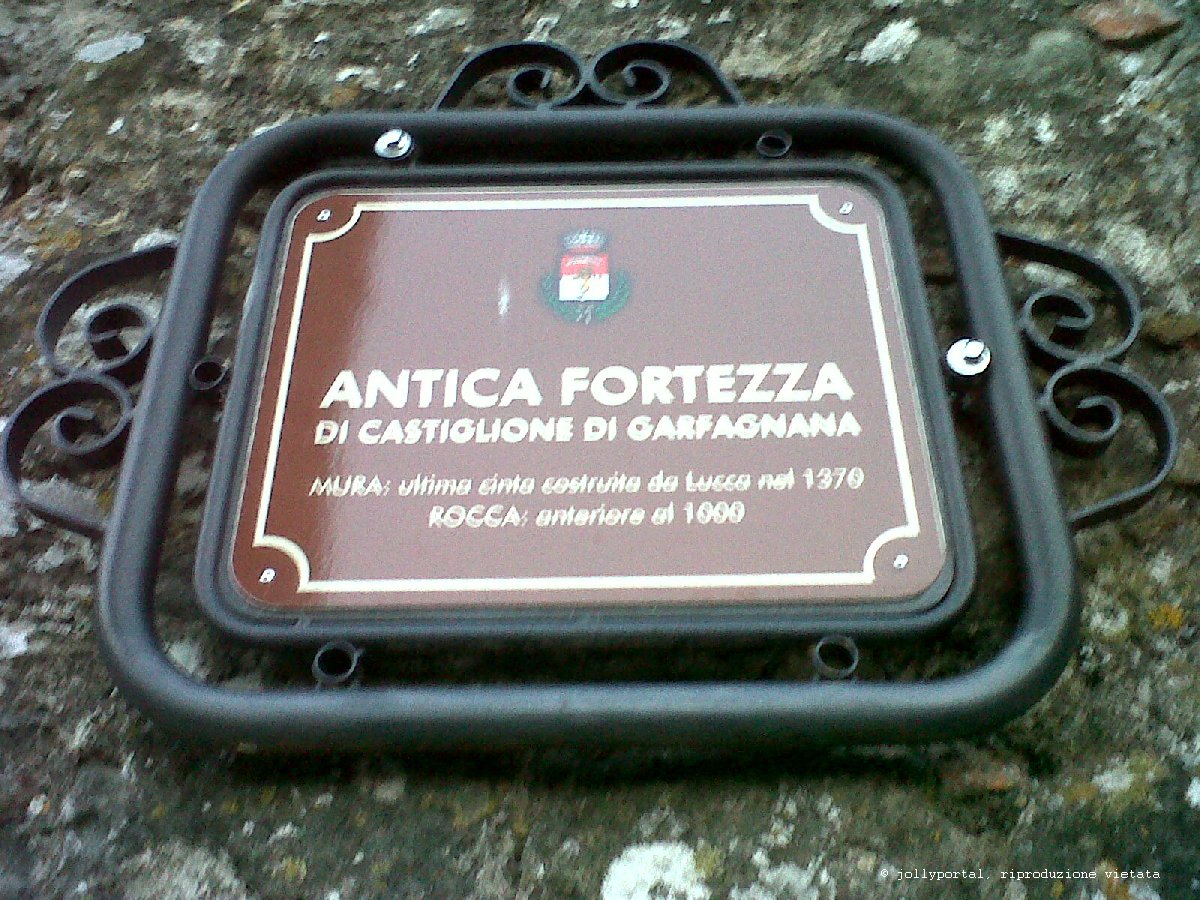 ANTICA FORTEZZA
DI CASTIGLIONE DI GARFAGNANA
MURA: ultima cinta costruita da Lucca nel 1370
ROCCA: anteriore al 1000
© jollyportal. riproduzione vietata